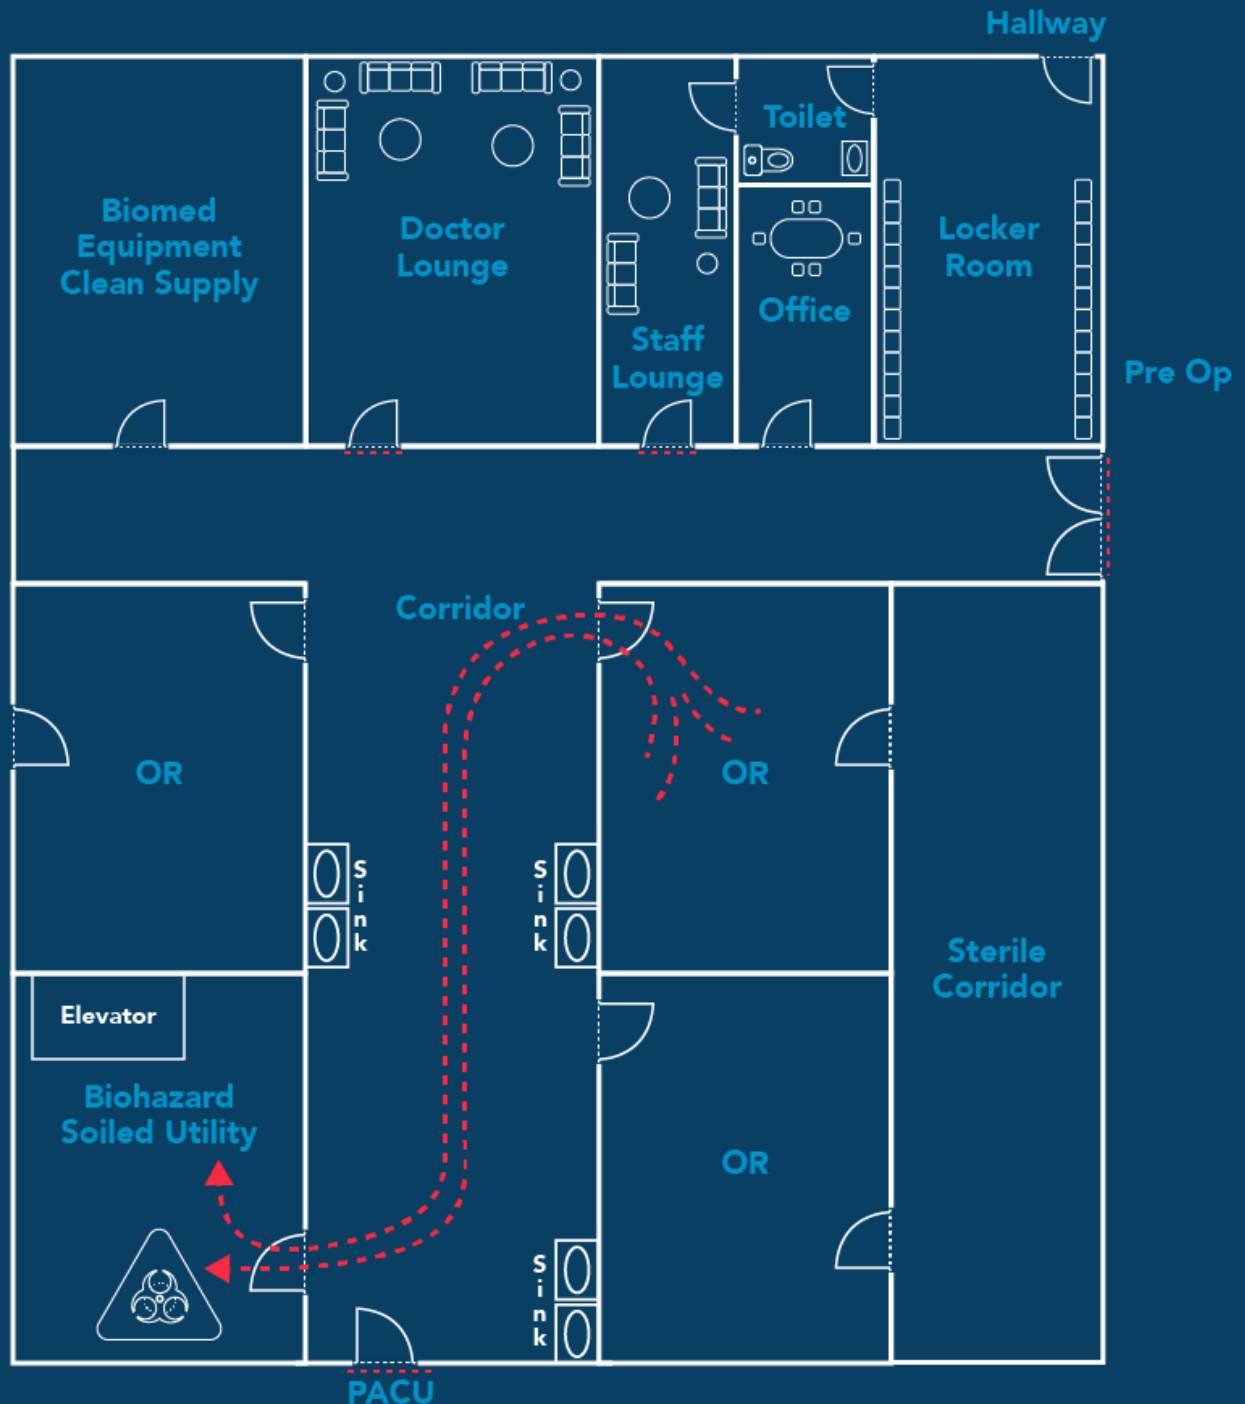 Hallway
Toilet
Biomed
Equipment
Clean Supply
Doctor
Lounge
Locker
Room
Office
Staff
Lounge
Pre Op
Corridor
OR
OR
Sink
Sink
Sterile
Corridor
Elevator
Biohazard
Soiled Utility
OR
Sink
PACU